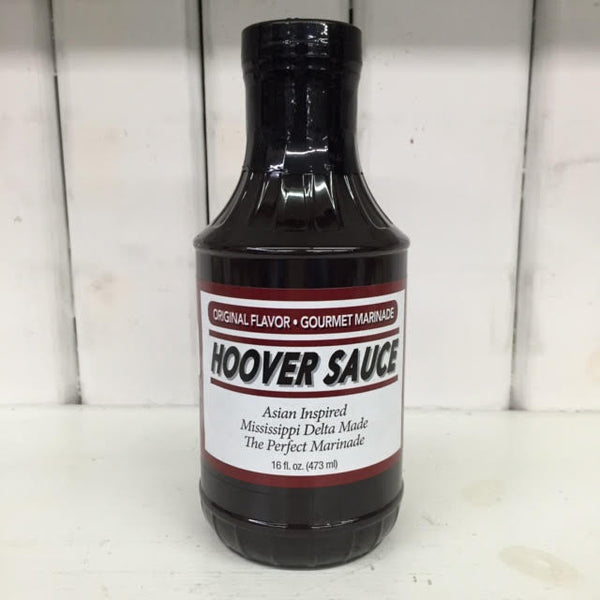 ORIGINAL FLAVOR • GOURMET MARINADE
HOOVER SAUCE
Asian Inspired
Mississippi Delta Made
The Perfect Marinade
16 fl. oz. (473 ml)